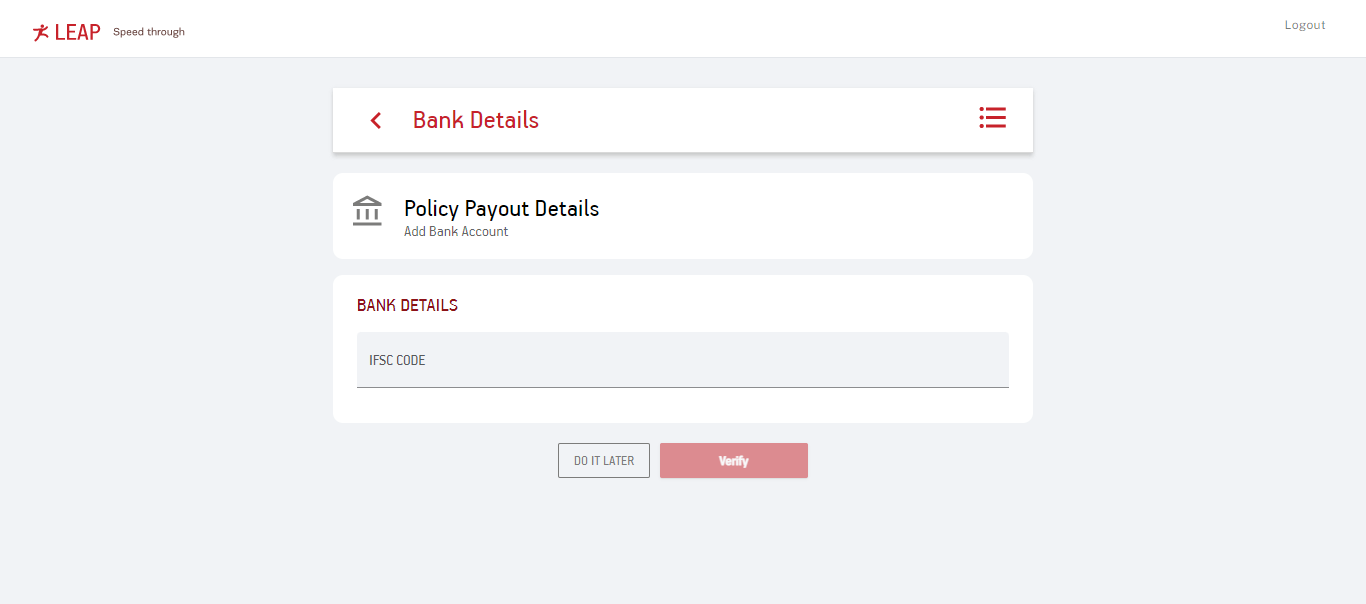 LEAP Speed through
Logout
Bank Details
Policy Payout Details
Add Bank Account
BANK DETAILS
IFSC CODE
DO IT LATER
Verify